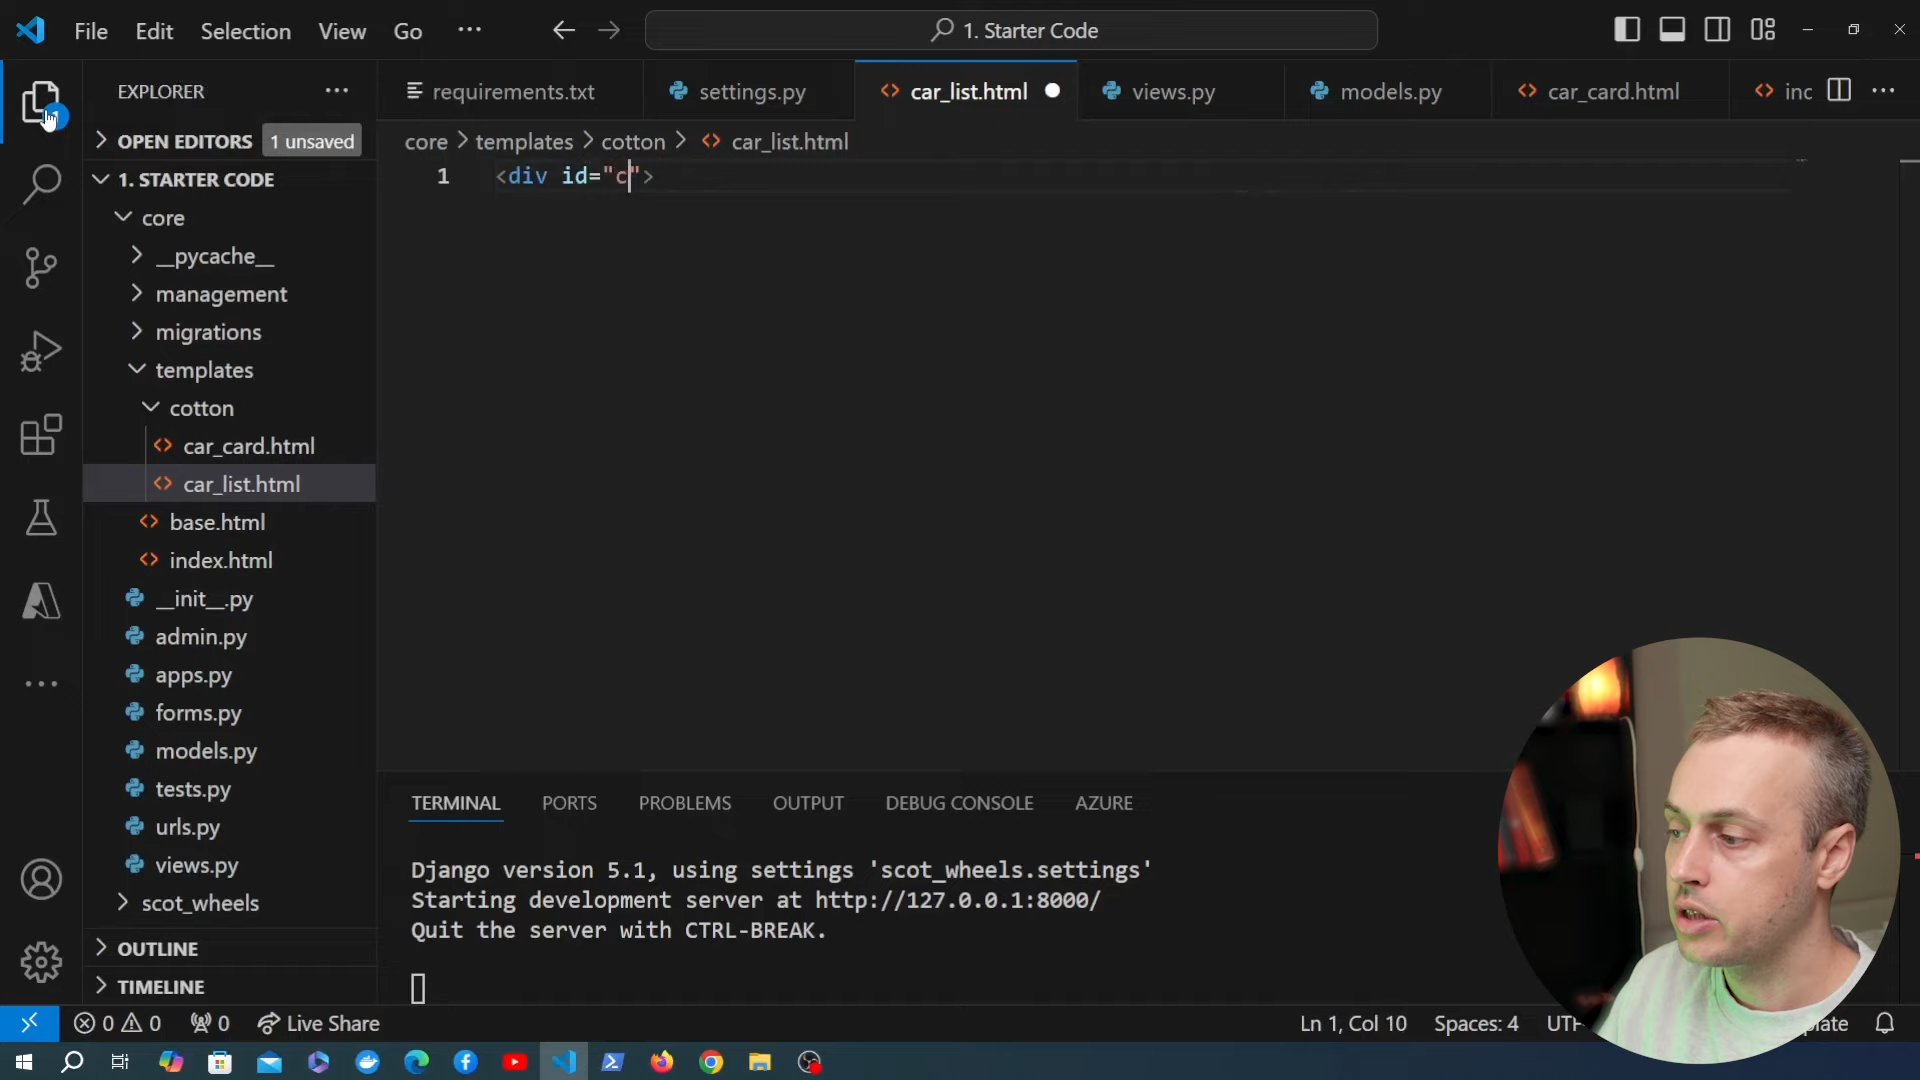 File Edit Selection View Go ··· 1. Starter Code
EXPLORER
requirements.txt settings.py car_list.html views.py models.py car_card.html inc
OPEN EDITORS 1 unsaved
core > templates > cotton > car_list.html
1. STARTER CODE
1 <div id="c">
core
__pycache__
management
migrations
templates
cotton
car_card.html
car_list.html
base.html
index.html
__init__.py
admin.py
apps.py
forms.py
models.py
tests.py
urls.py
views.py
scot_wheels
OUTLINE
TIMELINE
TERMINAL PORTS PROBLEMS OUTPUT DEBUG CONSOLE AZURE
Django version 5.1, using settings 'scot_wheels.settings'
Starting development server at http://127.0.0.1:8000/
Quit the server with CTRL-BREAK.
0 0 0 Live Share Ln 1, Col 10 Spaces: 4